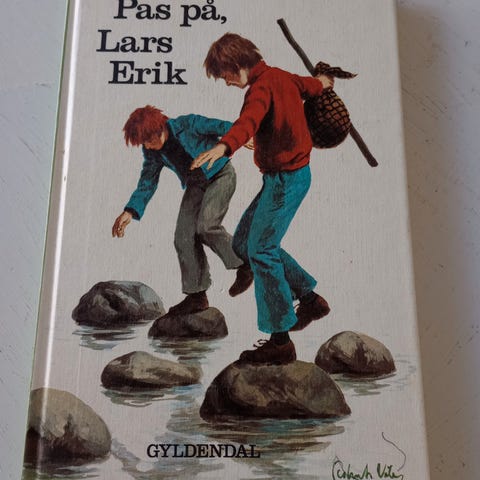 Pas på,
Lars
Erik
GYLDENDAL